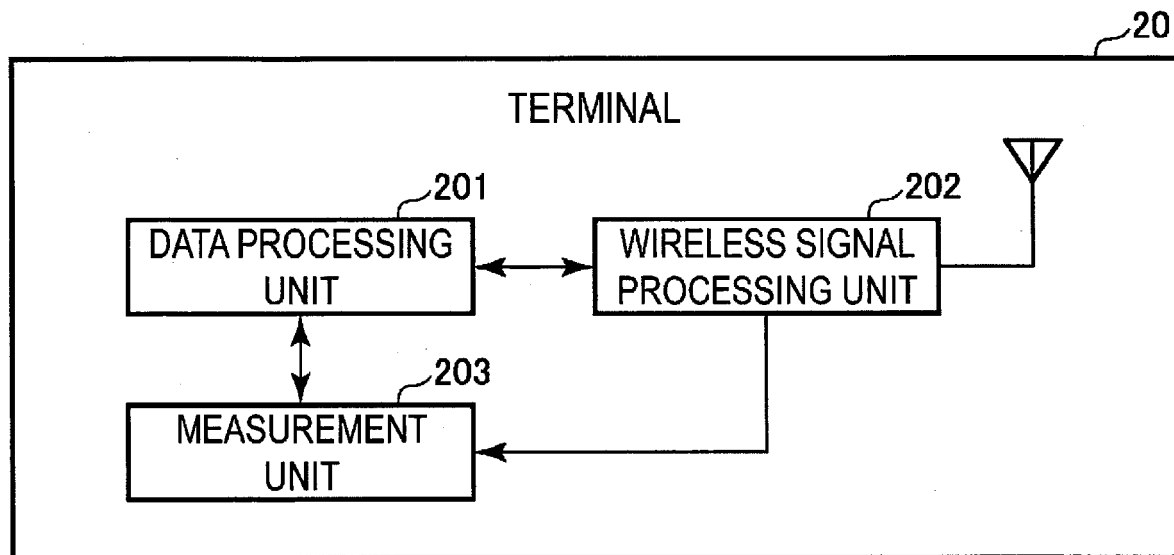 20
TERMINAL
201
202
DATA PROCESSING
UNIT
WIRELESS SIGNAL
PROCESSING UNIT
203
MEASUREMENT
UNIT